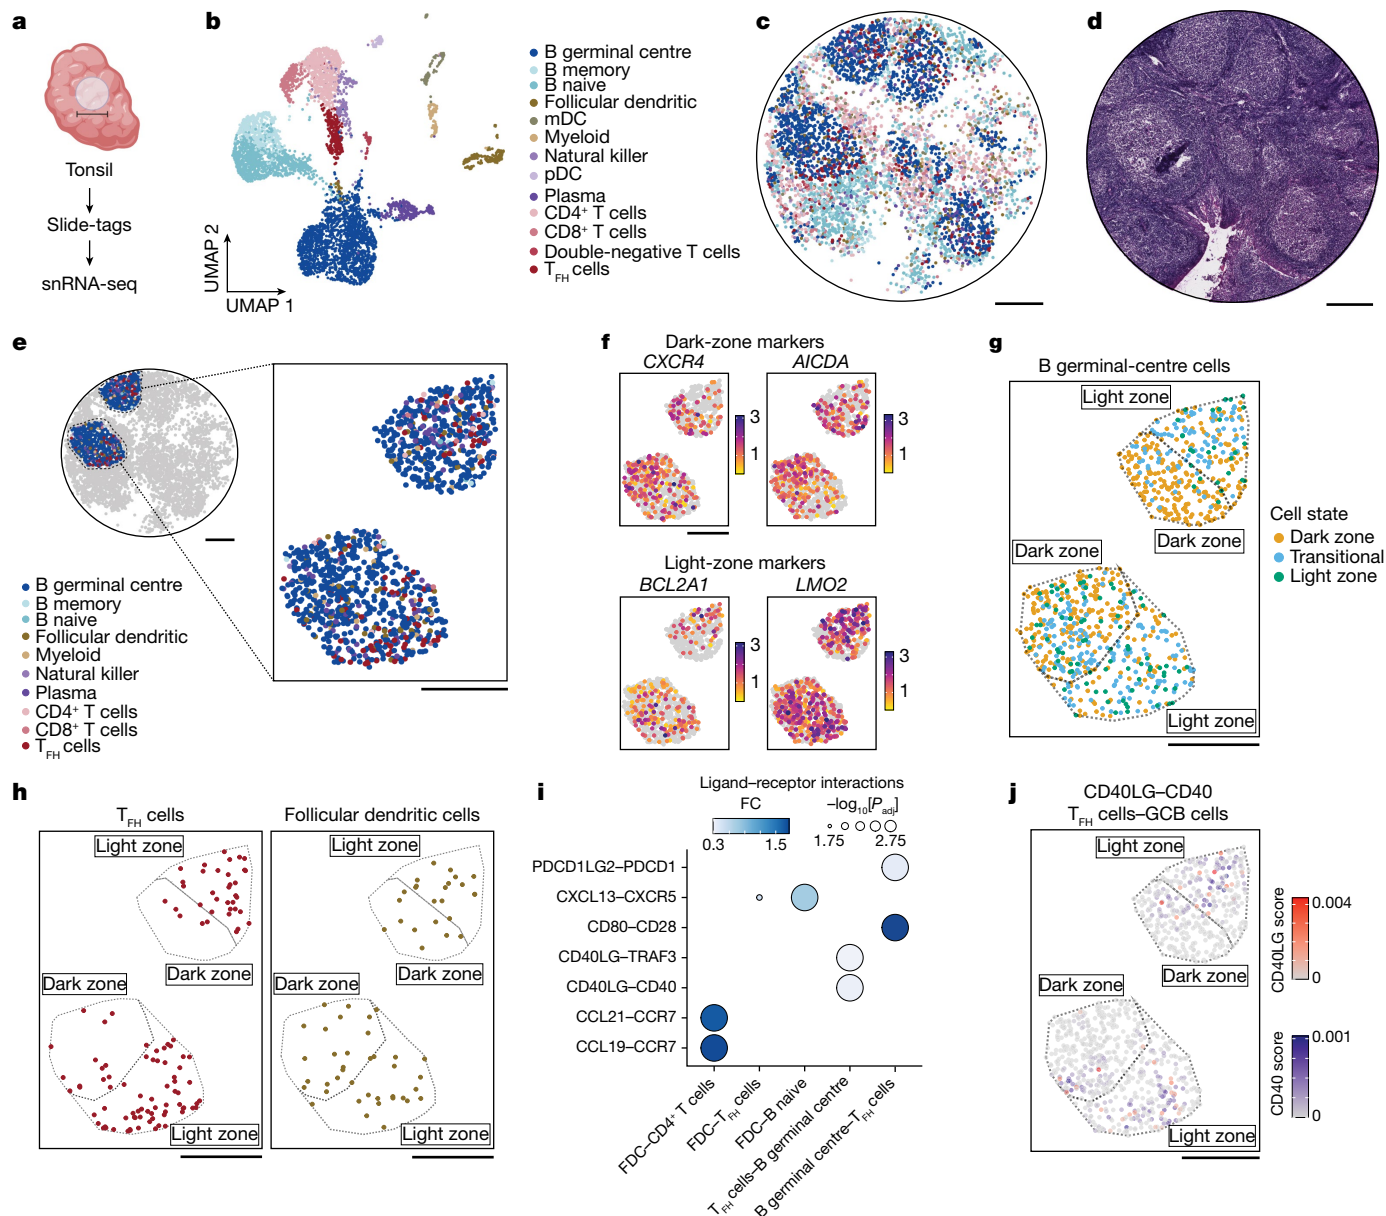 a
Tonsil
Slide-tags
snRNA-seq
b
UMAP 2
UMAP 1
B germinal centre
B memory
B naive
Follicular dendritic
mDC
Myeloid
Natural killer
pDC
Plasma
CD4⁺ T cells
CD8⁺ T cells
Double-negative T cells
T_FH cells
c
d
e
B germinal centre
B memory
B naive
Follicular dendritic
Myeloid
Natural killer
Plasma
CD4⁺ T cells
CD8⁺ T cells
T_FH cells
f
Dark-zone markers
CXCR4
AICDA
3
1
3
1
Light-zone markers
BCL2A1
LMO2
3
1
3
1
g
B germinal-centre cells
Light zone
Dark zone
Dark zone
Light zone
Cell state
Dark zone
Transitional
Light zone
h
T_FH cells
Light zone
Dark zone
Dark zone
Light zone
Follicular dendritic cells
Light zone
Dark zone
Dark zone
Light zone
i
Ligand–receptor interactions
FC
0.3 1.5
–log₁₀[P_adj]
1.75 2.75
PDCD1LG2–PDCD1
CXCL13–CXCR5
CD80–CD28
CD40LG–TRAF3
CD40LG–CD40
CCL21–CCR7
CCL19–CCR7
FDC–CD4⁺ T cells
FDC–T_FH cells
FDC–B naive
T_FH cells–B germinal centre
B germinal centre–T_FH cells
j
CD40LG–CD40
T_FH cells–GCB cells
Light zone
Dark zone
Dark zone
Light zone
CD40LG score
0.004
0
CD40 score
0.001
0